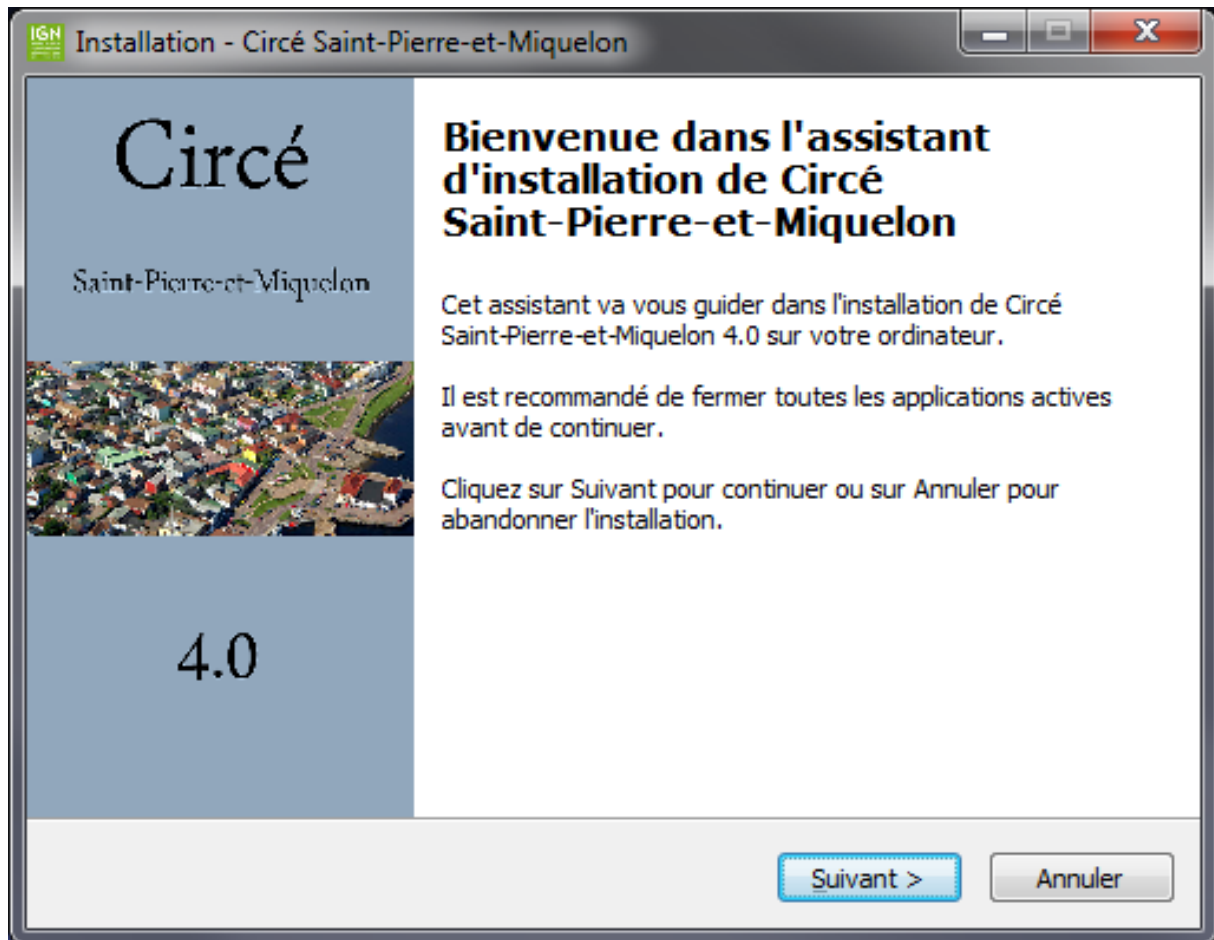 IGN
Installation - Circé Saint-Pierre-et-Miquelon
Circé
Saint-Pierre-et-Miquelon
4.0
Bienvenue dans l'assistant
d'installation de Circé
Saint-Pierre-et-Miquelon
Cet assistant va vous guider dans l'installation de Circé
Saint-Pierre-et-Miquelon 4.0 sur votre ordinateur.
Il est recommandé de fermer toutes les applications actives
avant de continuer.
Cliquez sur Suivant pour continuer ou sur Annuler pour
abandonner l'installation.
Suivant >
Annuler